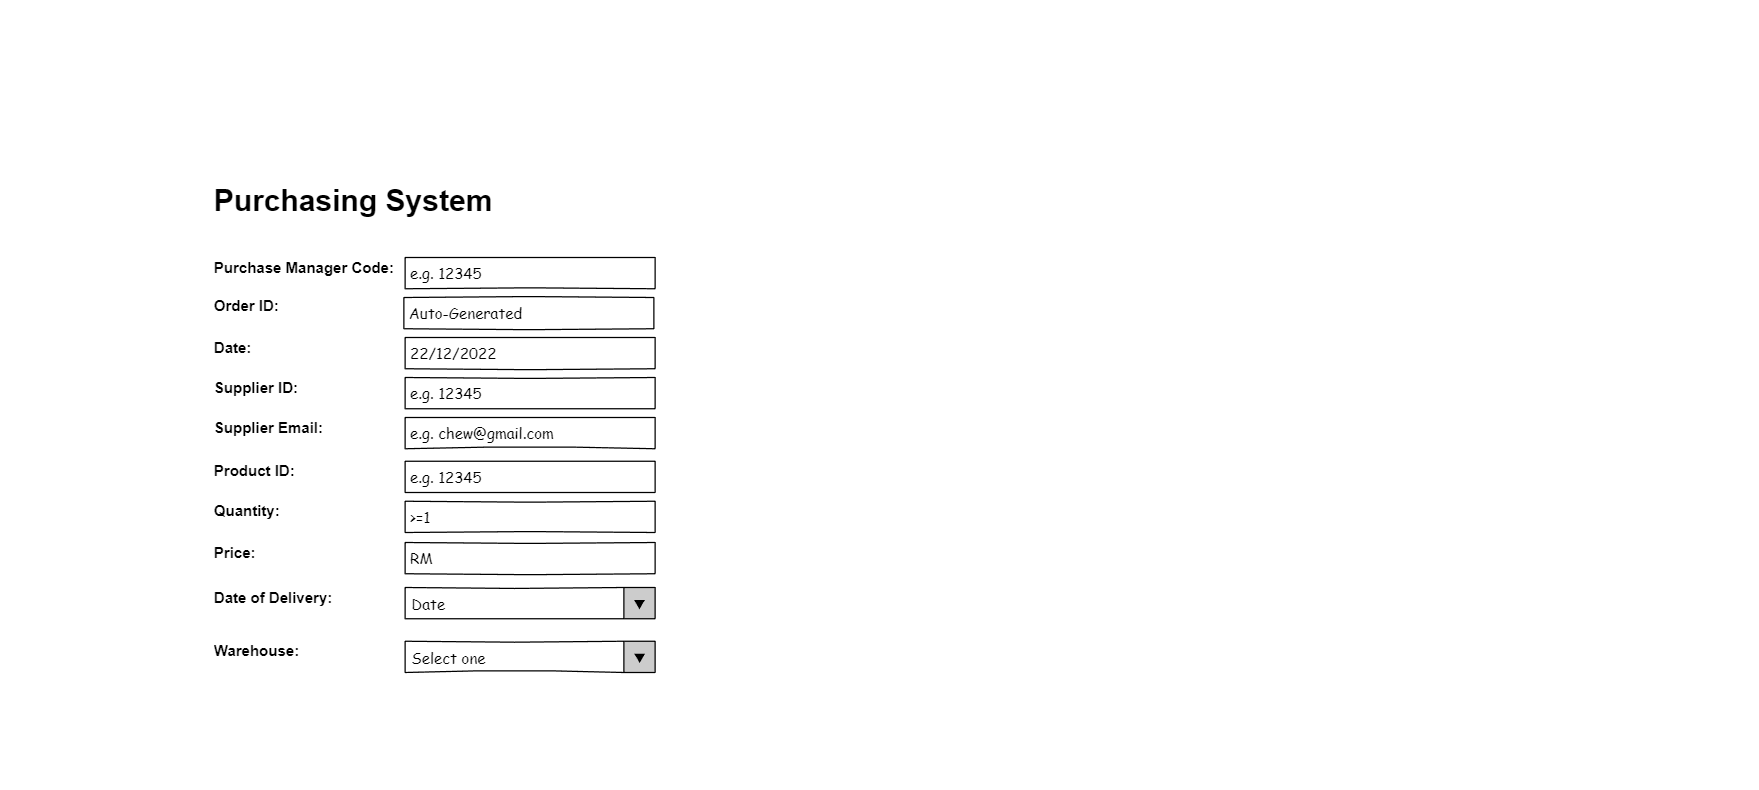 Purchasing System
Purchase Manager Code: e.g. 12345
Order ID: Auto-Generated
Date: 22/12/2022
Supplier ID: e.g. 12345
Supplier Email: e.g. chew@gmail.com
Product ID: e.g. 12345
Quantity: >=1
Price: RM
Date of Delivery: Date
Warehouse: Select one